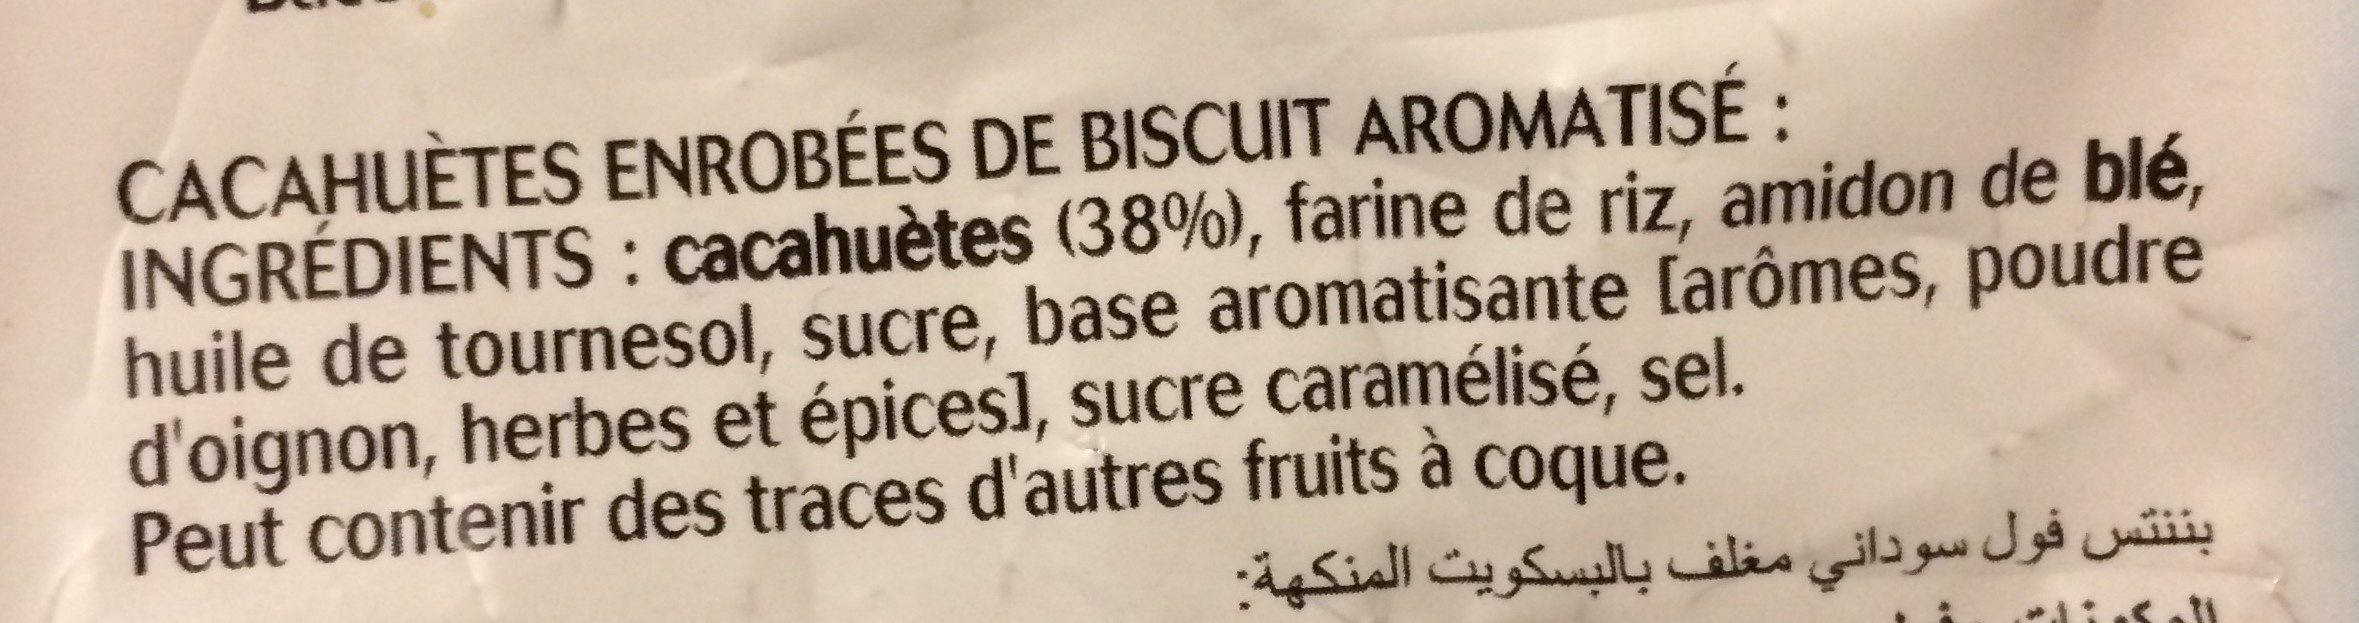 CACAHUÈTES ENROBÉES DE BISCUIT AROMATISÉ :
INGRÉDIENTS : cacahuètes (38%), farine de riz, amidon de blé,
huile de tournesol, sucre, base aromatisante [arômes, poudre
d'oignon, herbes et épices], sucre caramélisé, sel.
Peut contenir des traces d'autres fruits à coque.
بننتس فول سوداني مغلف بالبسكويت المنكهة: